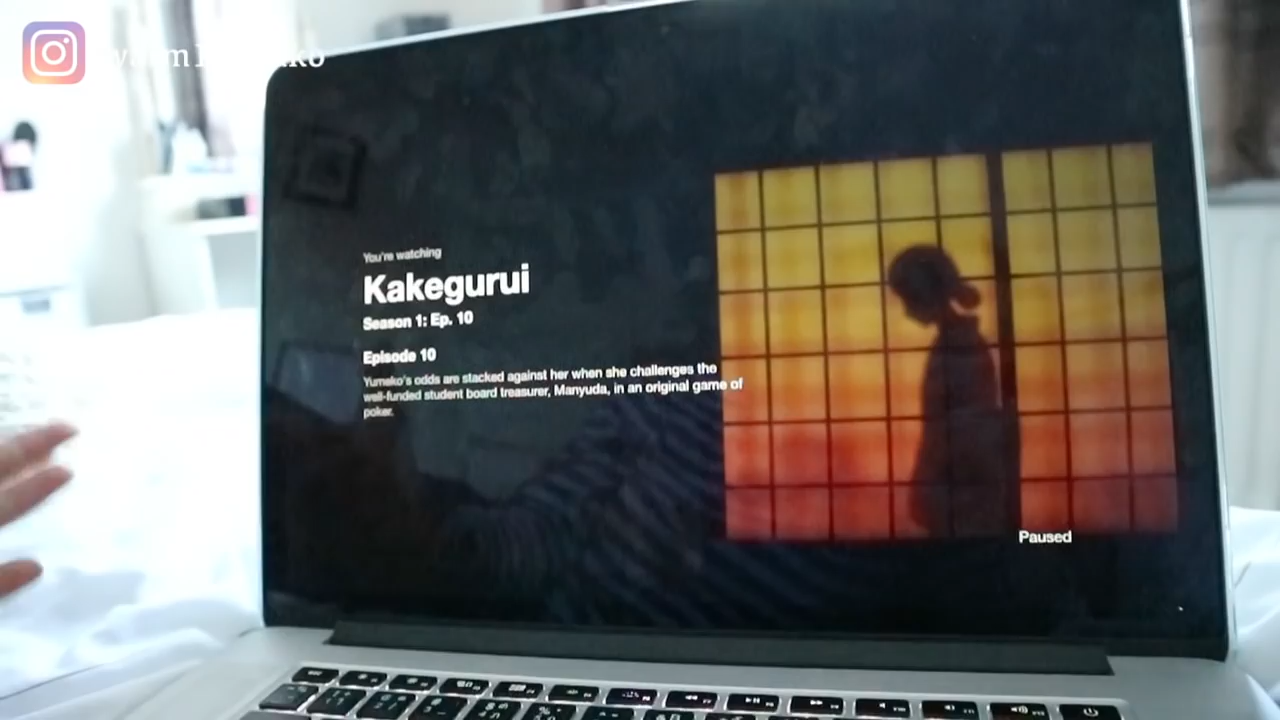 You're watching
Kakegurui
Season 1: Ep. 10
Episode 10
Yumeko's odds are stacked against her when she challenges the
well-funded student board treasurer, Manyuda, in an original game of
poker.
Paused